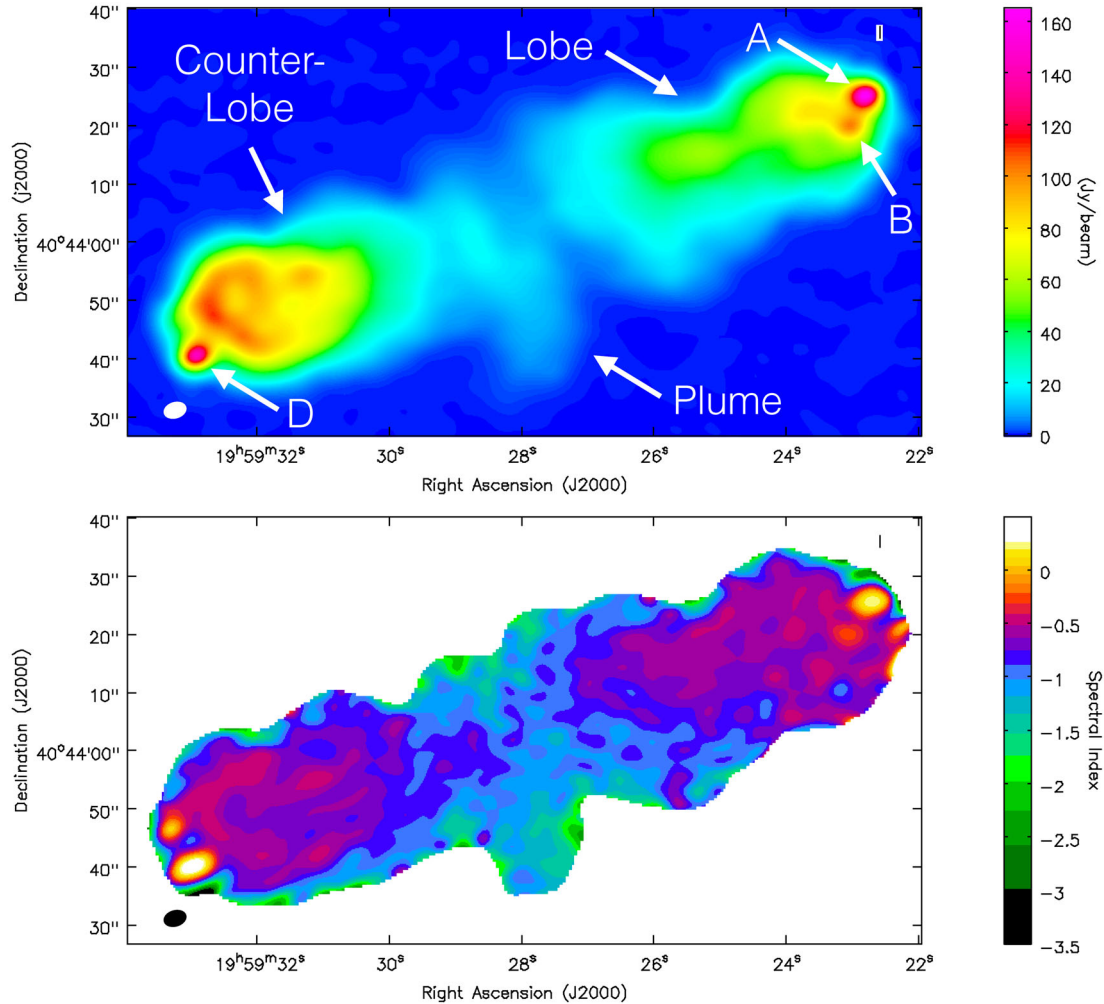 40''
30''
20''
10''
40°44'00''
50''
40''
30''
Declination (j2000)
Counter-
Lobe
Lobe
A
B
D
Plume
19ʰ59ᵐ32ˢ
30ˢ
28ˢ
26ˢ
24ˢ
22ˢ
Right Ascension (J2000)
160
140
120
100
80
60
40
20
0
(Jy/beam)
40''
30''
20''
10''
40°44'00''
50''
40''
30''
Declination (J2000)
19ʰ59ᵐ32ˢ
30ˢ
28ˢ
26ˢ
24ˢ
22ˢ
Right Ascension (J2000)
0
−0.5
−1
−1.5
−2
−2.5
−3
−3.5
Spectral Index